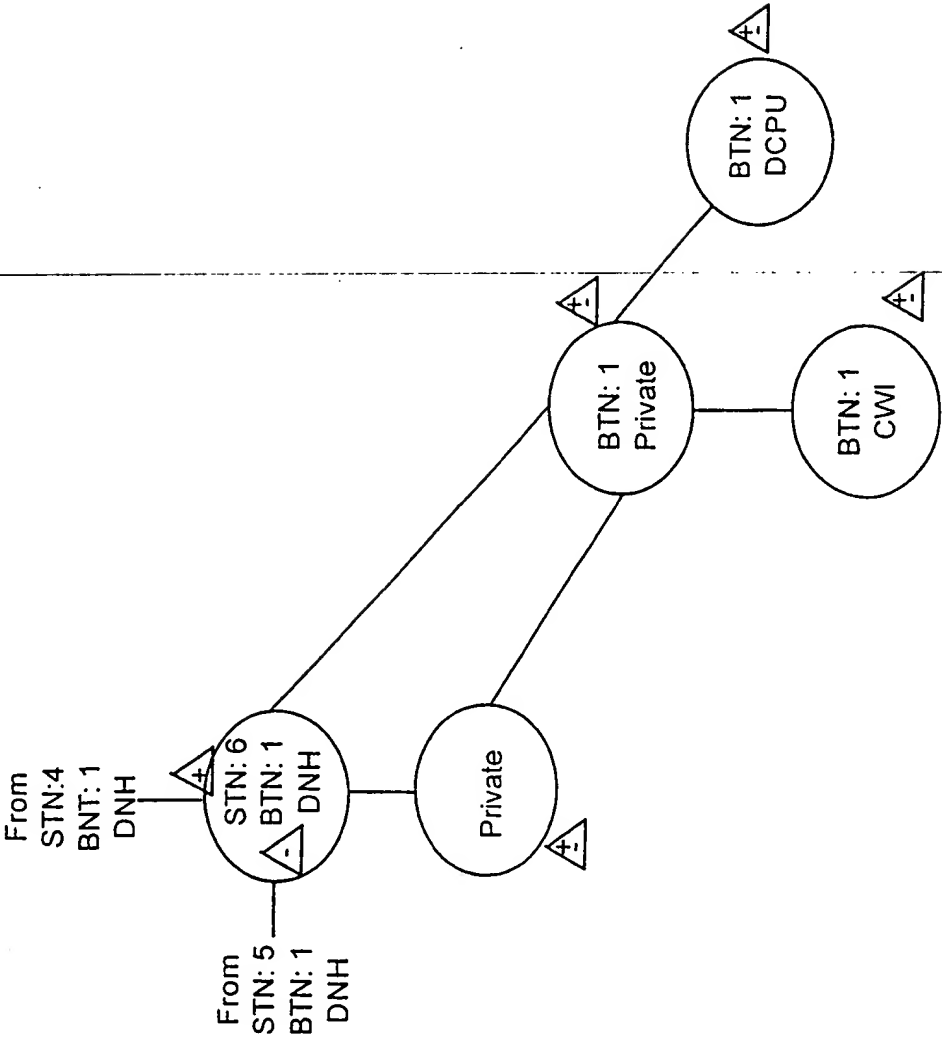 From
STN:4
BNT: 1
DNH
+
STN: 6
BTN: 1
DNH
-
From
STN: 5
BTN: 1
DNH
Private
+-
BTN: 1
Private
+-
BTN: 1
DCPU
+-
BTN: 1
CWI
+-